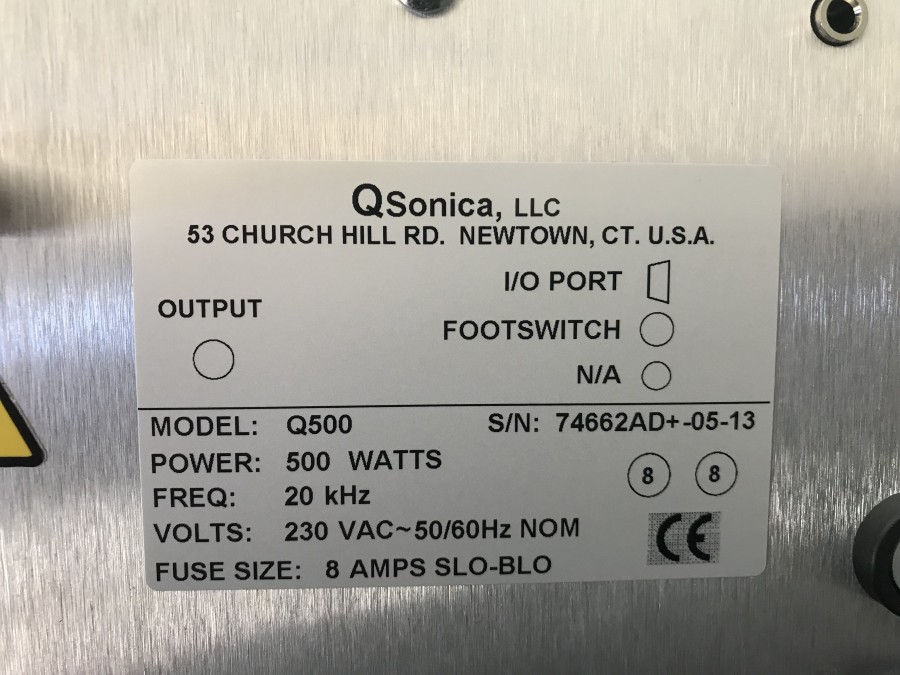 QSonica, LLC
53 CHURCH HILL RD. NEWTOWN, CT. U.S.A.
I/O PORT
OUTPUT
FOOTSWITCH
N/A
MODEL: Q500 S/N: 74662AD+-05-13
POWER: 500 WATTS
8 8
FREQ: 20 kHz
VOLTS: 230 VAC~50/60Hz NOM
CE
FUSE SIZE: 8 AMPS SLO-BLO